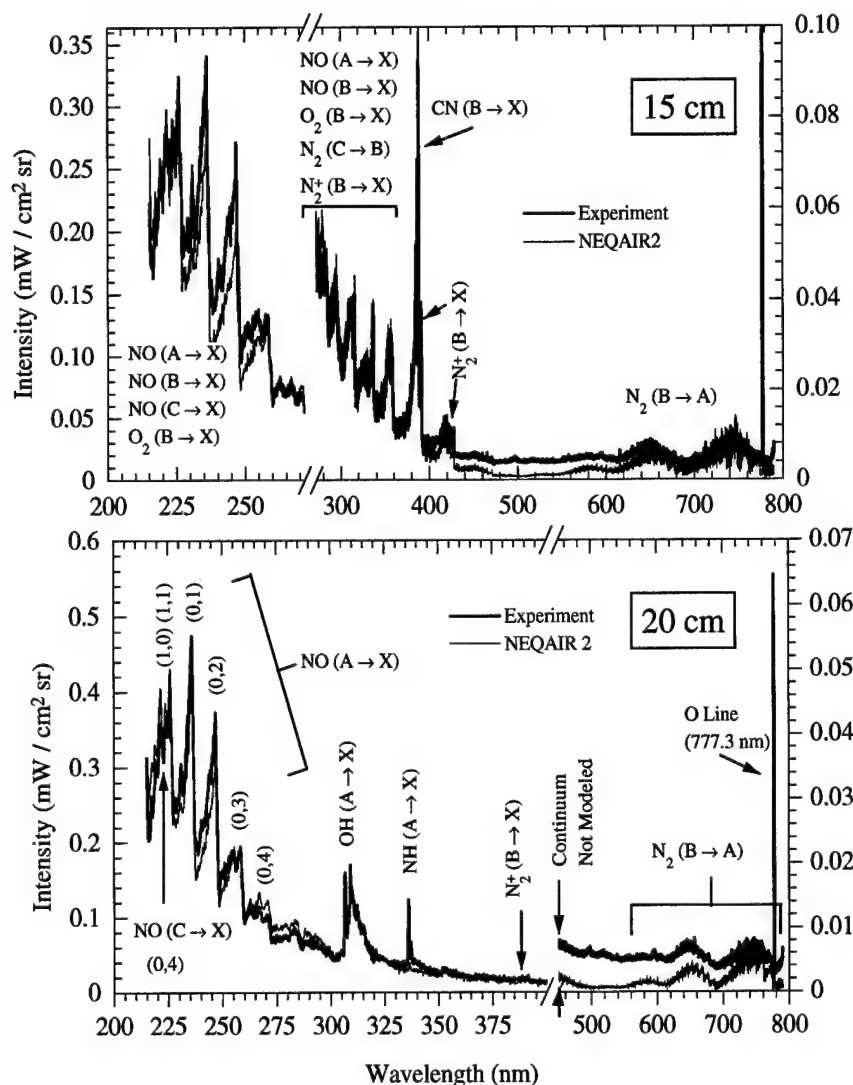 0.35
0.30
0.25
0.20
0.15
0.10
0.05
0
Intensity (mW / cm² sr)
NO (A → X)
NO (B → X)
O₂ (B → X)
N₂ (C → B)
N₂⁺ (B → X)
CN (B → X)
15 cm
Experiment
NEQAIR2
N₂⁺ (B → X)
N₂ (B → A)
NO (A → X)
NO (B → X)
NO (C → X)
O₂ (B → X)
0.10
0.08
0.06
0.04
0.02
0
200 225 250 300 400 500 600 700 800
0.6
0.5
0.4
0.3
0.2
0.1
0
Intensity (mW / cm² sr)
(1,0) (1,1)
(0,1)
(0,2)
(0,3)
(0,4)
NO (A → X)
NO (C → X)
(0,4)
OH (A → X)
NH (A → X)
N₂⁺ (B → X)
Continuum
Not Modeled
Experiment
NEQAIR 2
20 cm
O Line
(777.3 nm)
N₂ (B → A)
0.07
0.06
0.05
0.04
0.03
0.02
0.01
0
200 225 250 275 300 325 350 375 500 600 700 800
Wavelength (nm)